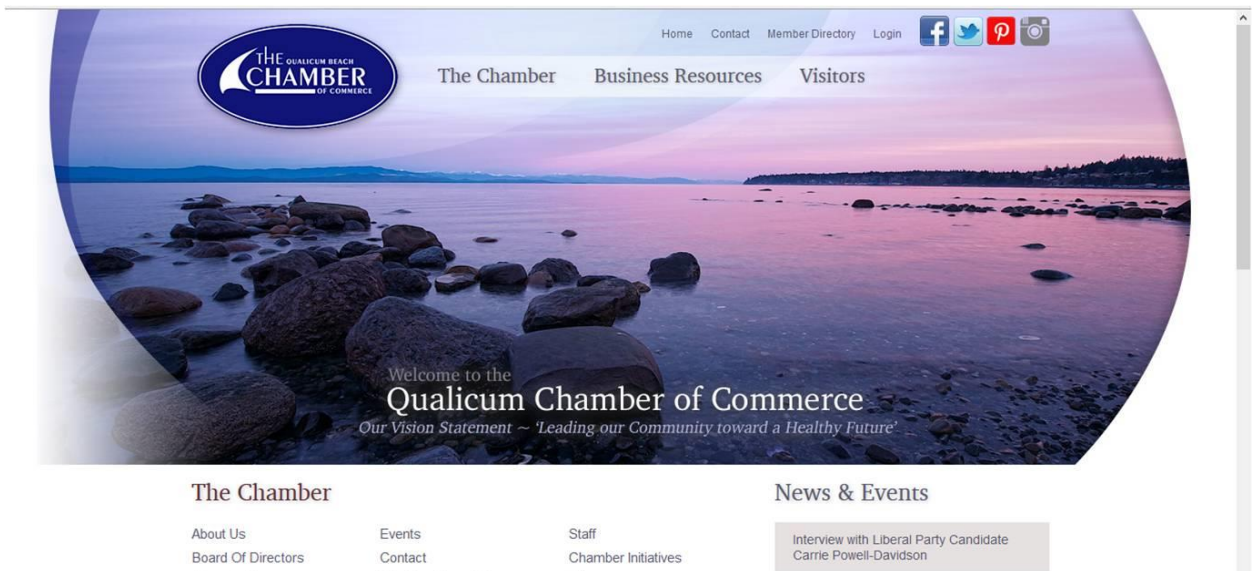 Home Contact Member Directory Login
THE QUALICUM BEACH
CHAMBER
OF COMMERCE
The Chamber Business Resources Visitors
Welcome to the
Qualicum Chamber of Commerce
Our Vision Statement ~ 'Leading our Community toward a Healthy Future'
The Chamber
News & Events
About Us Events Staff
Board Of Directors Contact Chamber Initiatives
Interview with Liberal Party Candidate
Carrie Powell-Davidson